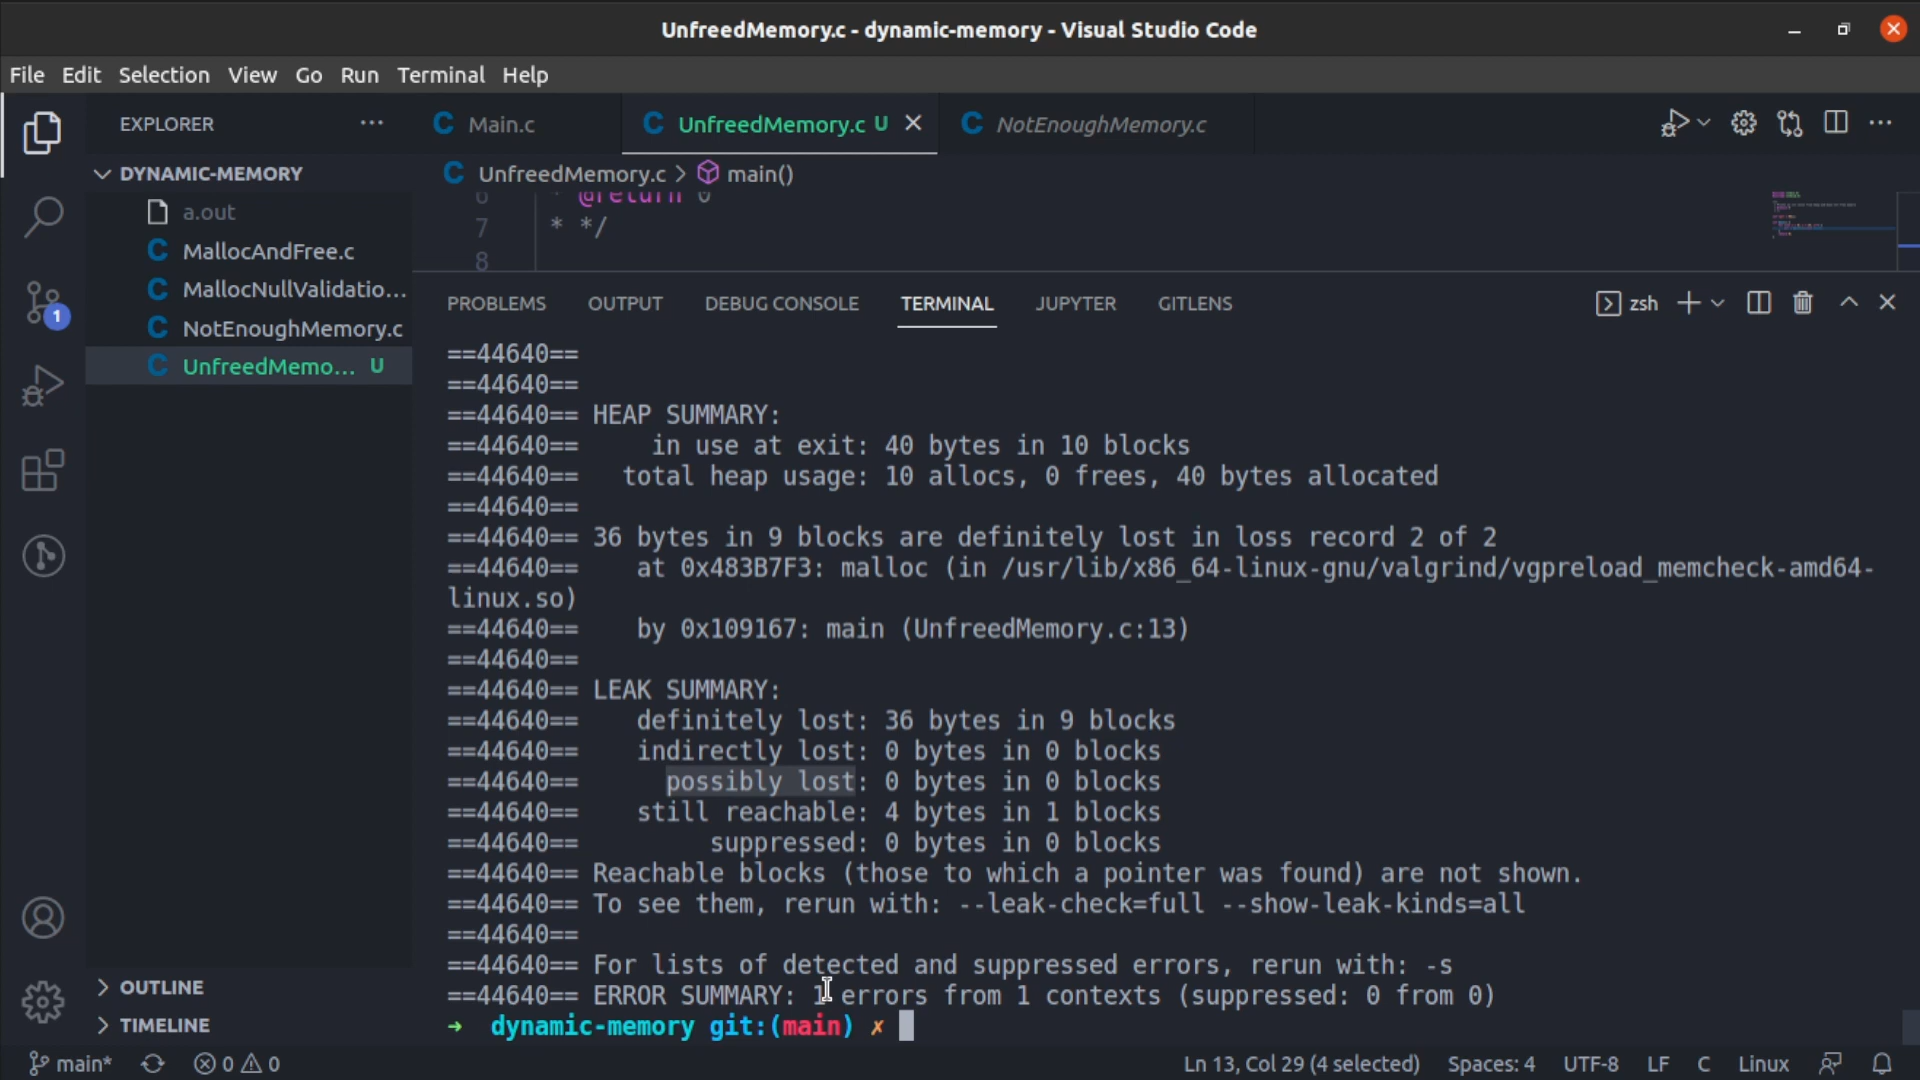 UnfreedMemory.c - dynamic-memory - Visual Studio Code
File Edit Selection View Go Run Terminal Help
EXPLORER ···
Main.c
UnfreedMemory.c U
NotEnoughMemory.c
DYNAMIC-MEMORY
a.out
MallocAndFree.c
MallocNullValidatio...
NotEnoughMemory.c
UnfreedMemo... U
1
OUTLINE
TIMELINE
UnfreedMemory.c > main()
6 * @return 0
7 * */
8
PROBLEMS OUTPUT DEBUG CONSOLE TERMINAL JUPYTER GITLENS zsh
==44640==
==44640==
==44640== HEAP SUMMARY:
==44640==     in use at exit: 40 bytes in 10 blocks
==44640==   total heap usage: 10 allocs, 0 frees, 40 bytes allocated
==44640==
==44640== 36 bytes in 9 blocks are definitely lost in loss record 2 of 2
==44640==    at 0x483B7F3: malloc (in /usr/lib/x86_64-linux-gnu/valgrind/vgpreload_memcheck-amd64-
linux.so)
==44640==    by 0x109167: main (UnfreedMemory.c:13)
==44640==
==44640== LEAK SUMMARY:
==44640==    definitely lost: 36 bytes in 9 blocks
==44640==    indirectly lost: 0 bytes in 0 blocks
==44640==      possibly lost: 0 bytes in 0 blocks
==44640==    still reachable: 4 bytes in 1 blocks
==44640==         suppressed: 0 bytes in 0 blocks
==44640== Reachable blocks (those to which a pointer was found) are not shown.
==44640== To see them, rerun with: --leak-check=full --show-leak-kinds=all
==44640==
==44640== For lists of detected and suppressed errors, rerun with: -s
==44640== ERROR SUMMARY: 1 errors from 1 contexts (suppressed: 0 from 0)
➜ dynamic-memory git:(main) ✗
main* 0 0 Ln 13, Col 29 (4 selected) Spaces: 4 UTF-8 LF C Linux